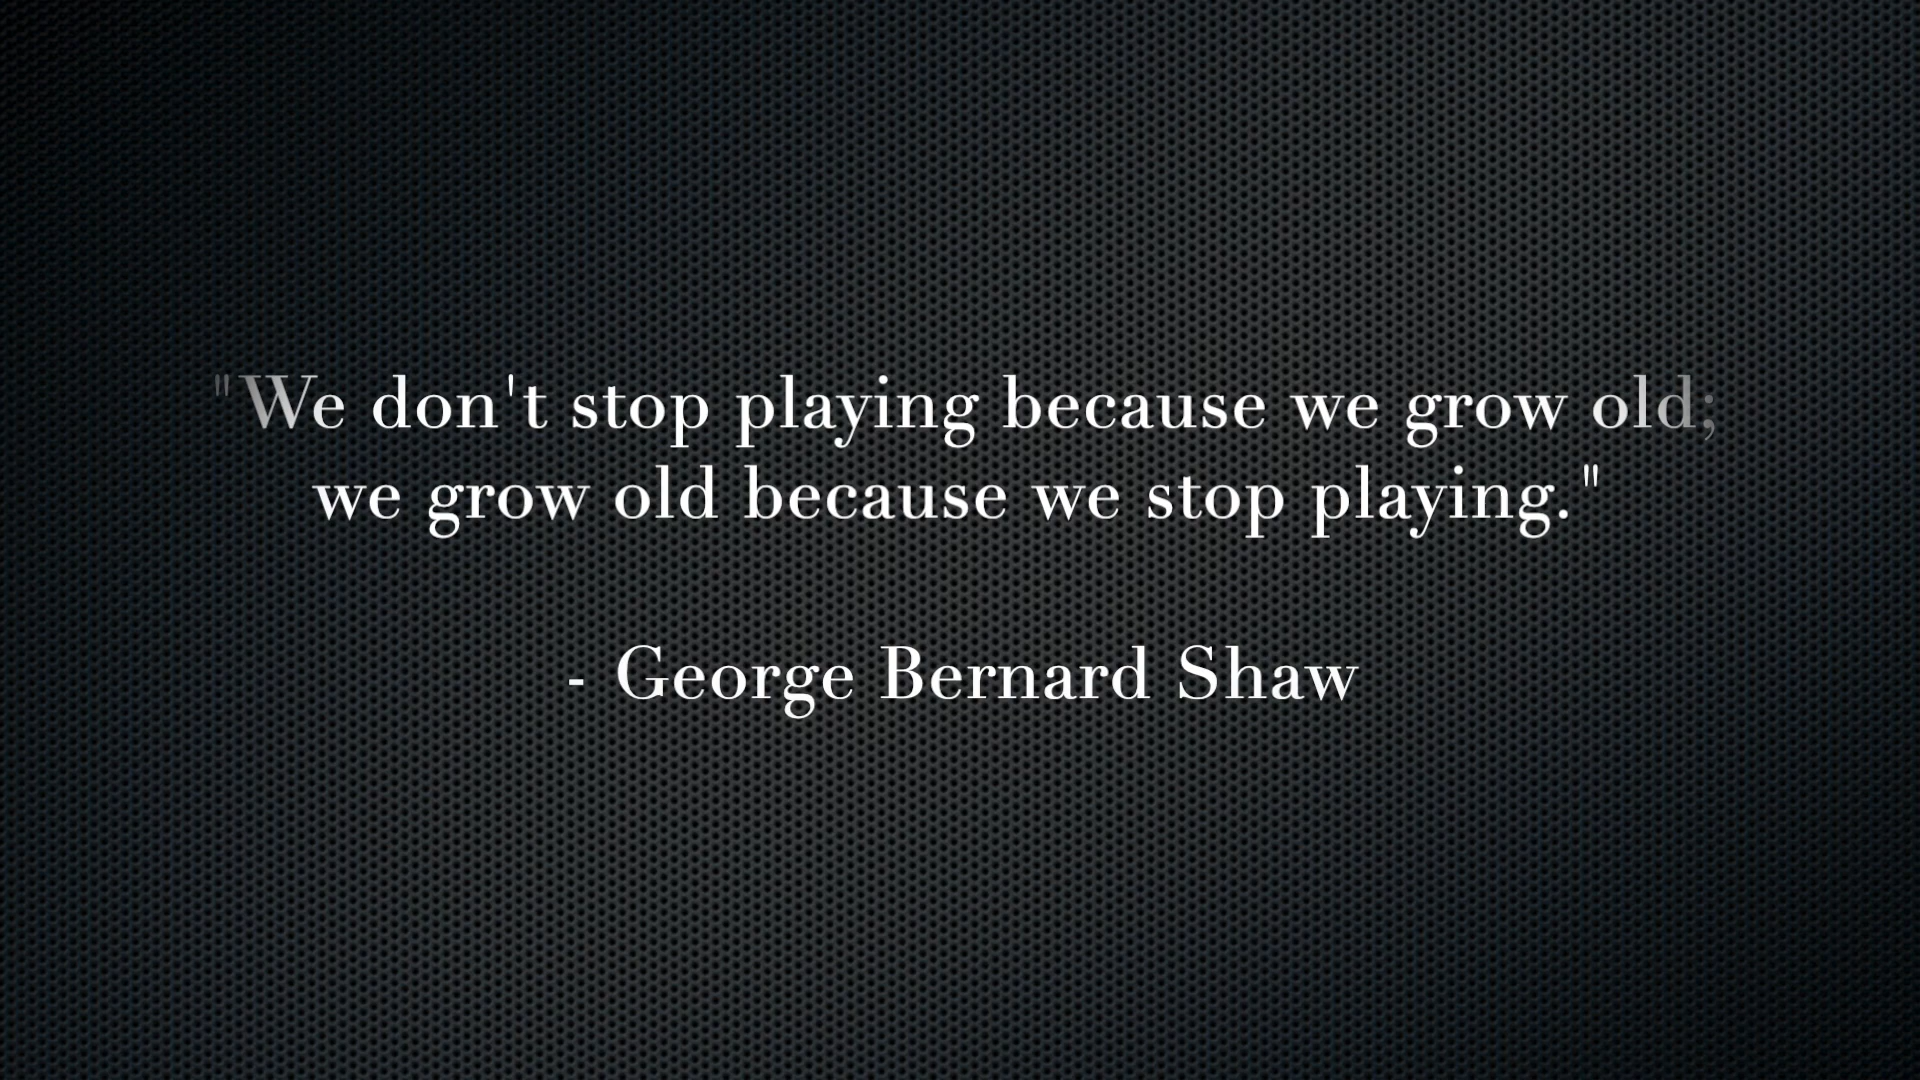 "We don't stop playing because we grow old;
we grow old because we stop playing."
- George Bernard Shaw